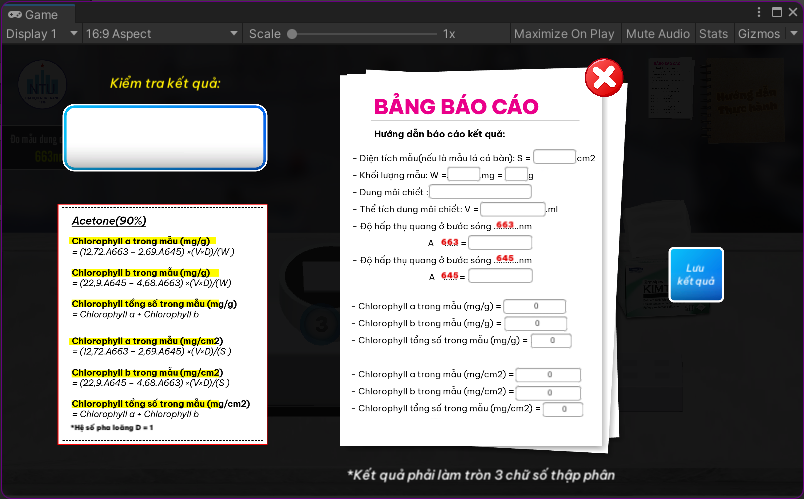 Game
Display 1
16:9 Aspect
Scale
1x
Maximize On Play
Mute Audio
Stats
Gizmos
NTU
Hướng dẫn
Thực hành
Kiểm tra kết quả:
Acetone(90%)
Chlorophyll a trong mẫu (mg/g)
= (12,72.A663 – 2,69.A645) ×(V×D)/(W )
Chlorophyll b trong mẫu (mg/g)
= (22,9.A645 – 4,68.A663) ×(V×D)/(W)
Chlorophyll tổng số trong mẫu (mg/g)
= Chlorophyll a + Chlorophyll b
Chlorophyll a trong mẫu (mg/cm2)
= (12,72.A663 – 2,69.A645) ×(V×D)/(S )
Chlorophyll b trong mẫu (mg/cm2)
= (22,9.A645 – 4,68.A663) ×(V×D)/(S )
Chlorophyll tổng số trong mẫu (mg/cm2)
= Chlorophyll a + Chlorophyll b
*Hệ số pha loãng D = 1
BẢNG BÁO CÁO
Hướng dẫn báo cáo kết quả:
- Diện tích mẫu(nếu là mẫu lá có bản): S = cm2
- Khối lượng mẫu: W = mg = g
- Dung môi chiết :
- Thể tích dung môi chiết: V = .ml
- Độ hấp thụ quang ở bước sóng ..663..nm
A 663 =
- Độ hấp thụ quang ở bước sóng ..645..nm
A 645 =
- Chlorophyll a trong mẫu (mg/g) = 0
- Chlorophyll b trong mẫu (mg/g) = 0
- Chlorophyll tổng số trong mẫu (mg/g) = 0
- Chlorophyll a trong mẫu (mg/cm2) = 0
- Chlorophyll b trong mẫu (mg/cm2) = 0
- Chlorophyll tổng số trong mẫu (mg/cm2) = 0
*Kết quả phải làm tròn 3 chữ số thập phân
Lưu
kết quả